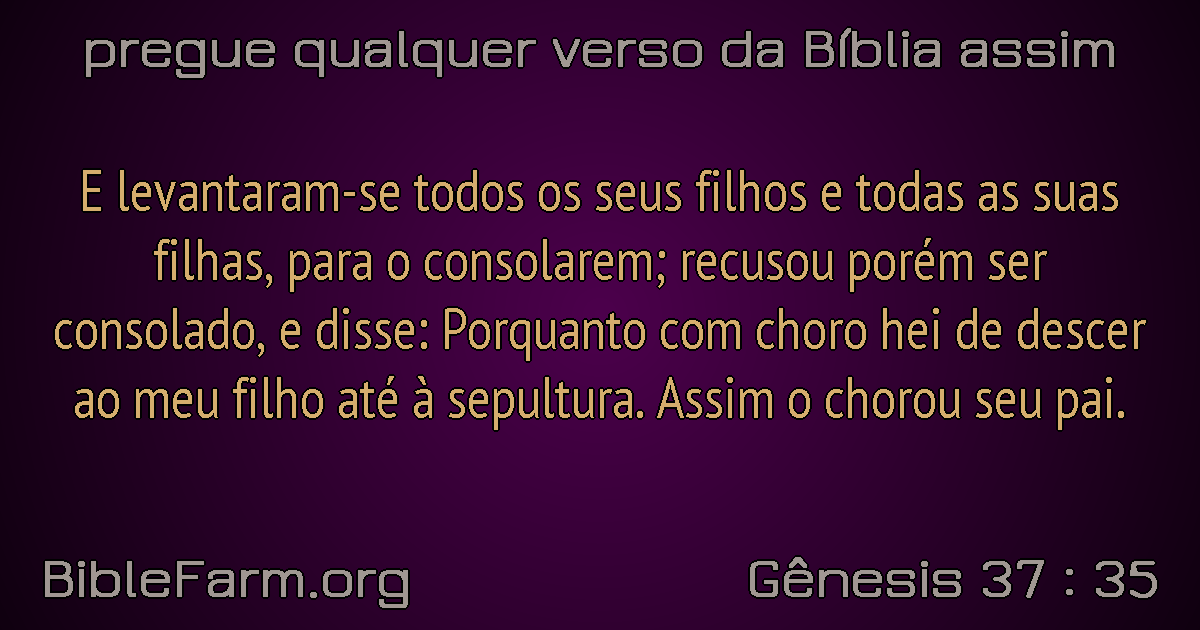 pregue qualquer verso da Bíblia assim
E levantaram-se todos os seus filhos e todas as suas
filhas, para o consolarem; recusou porém ser
consolado, e disse: Porquanto com choro hei de descer
ao meu filho até à sepultura. Assim o chorou seu pai.
BibleFarm.org
Gênesis 37 : 35